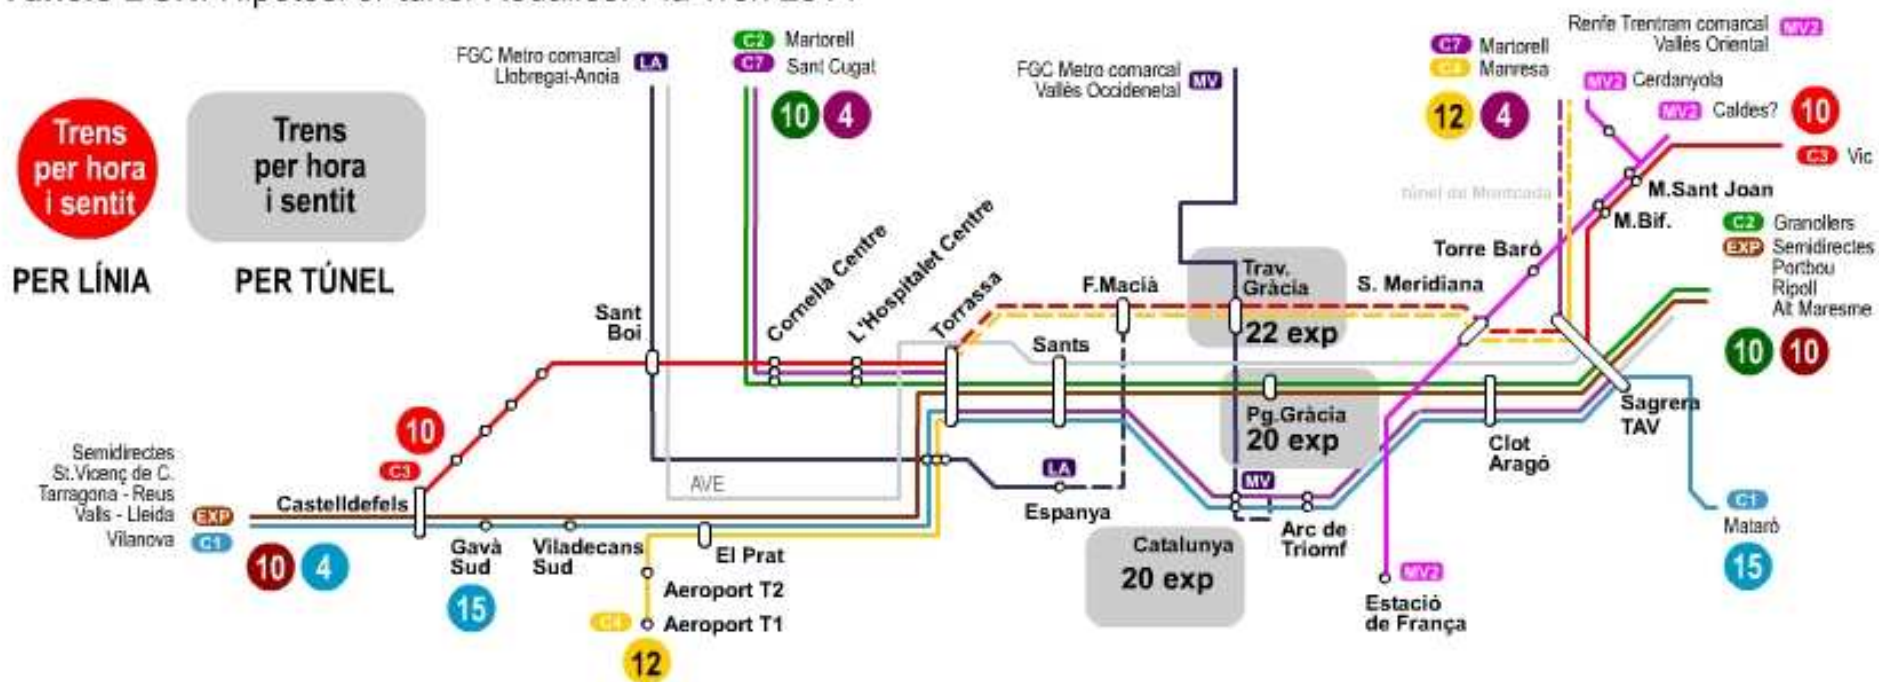 Trens
per hora
i sentit
PER LÍNIA
Trens
per hora
i sentit
PER TÚNEL
FGC Metro comarcal
Llobregat-Anoia
LA
C2 Martorell
C7 Sant Cugat
10 4
FGC Metro comarcal
Vallès Occidenetal
MV
C7 Martorell
C4 Manresa
12 4
Renfe Trentram comarcal
Vallès Oriental
MV2
MV2 Cerdanyola
MV2 Caldes?
10
C3 Vic
túnel de Montcada
M.Sant Joan
M.Bif.
C2 Granollers
EXP Semidirectes
Portbou
Ripoll
Alt Maresme
10 10
Torre Baró
S. Meridiana
Trav.
Gràcia
22 exp
F.Macià
Sants
Torrassa
L'Hospitalet Centre
Cornellà Centre
Sant
Boi
Pg.Gràcia
20 exp
Clot
Aragó
Sagrera
TAV
10
C3
AVE
LA
Espanya
MV
Arc de
Triomf
Catalunya
20 exp
MV2
Estació
de França
C1
Mataró
15
Semidirectes
St.Vicenç de C.
Tarragona - Reus
Valls - Lleida
EXP
Vilanova
C1
10 4
Castelldefels
Gavà
Sud
15
Viladecans
Sud
El Prat
Aeroport T2
C4
Aeroport T1
12